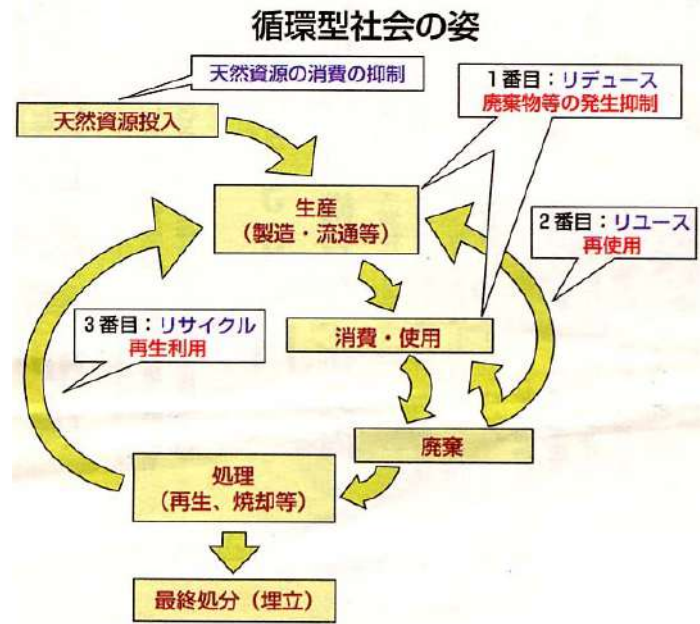 循環型社会の姿
天然資源の消費の抑制
天然資源投入
1番目：リデュース
廃棄物等の発生抑制
生産
（製造・流通等）
2番目：リユース
再使用
3番目：リサイクル
再生利用
消費・使用
廃棄
処理
（再生、焼却等）
最終処分（埋立）